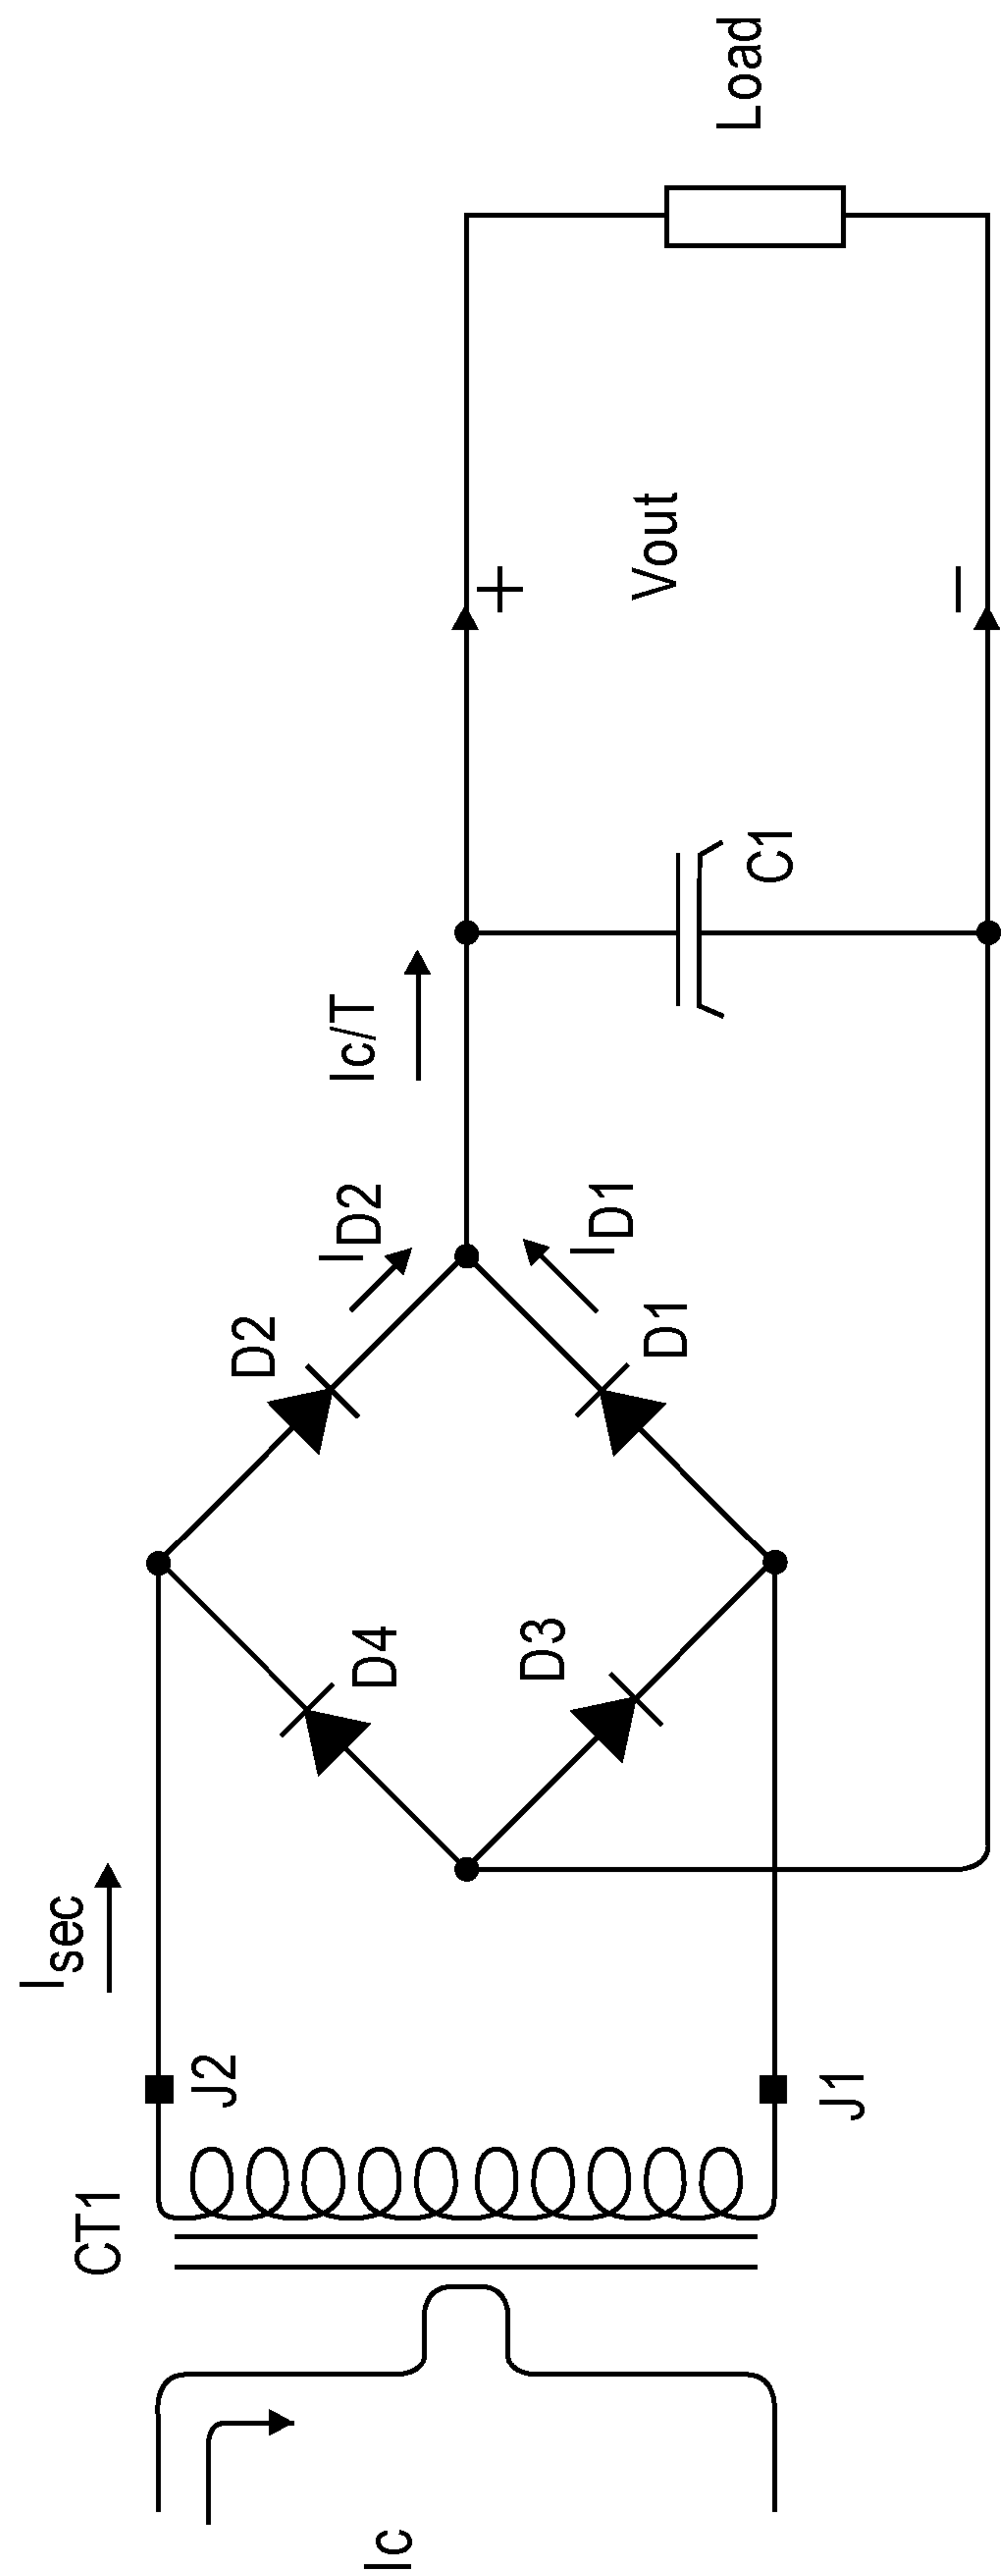 Ic
CT1
J2
J1
Isec
D4
D3
D2
D1
ID2
ID1
Ic/T
C1
+
Vout
−
Load